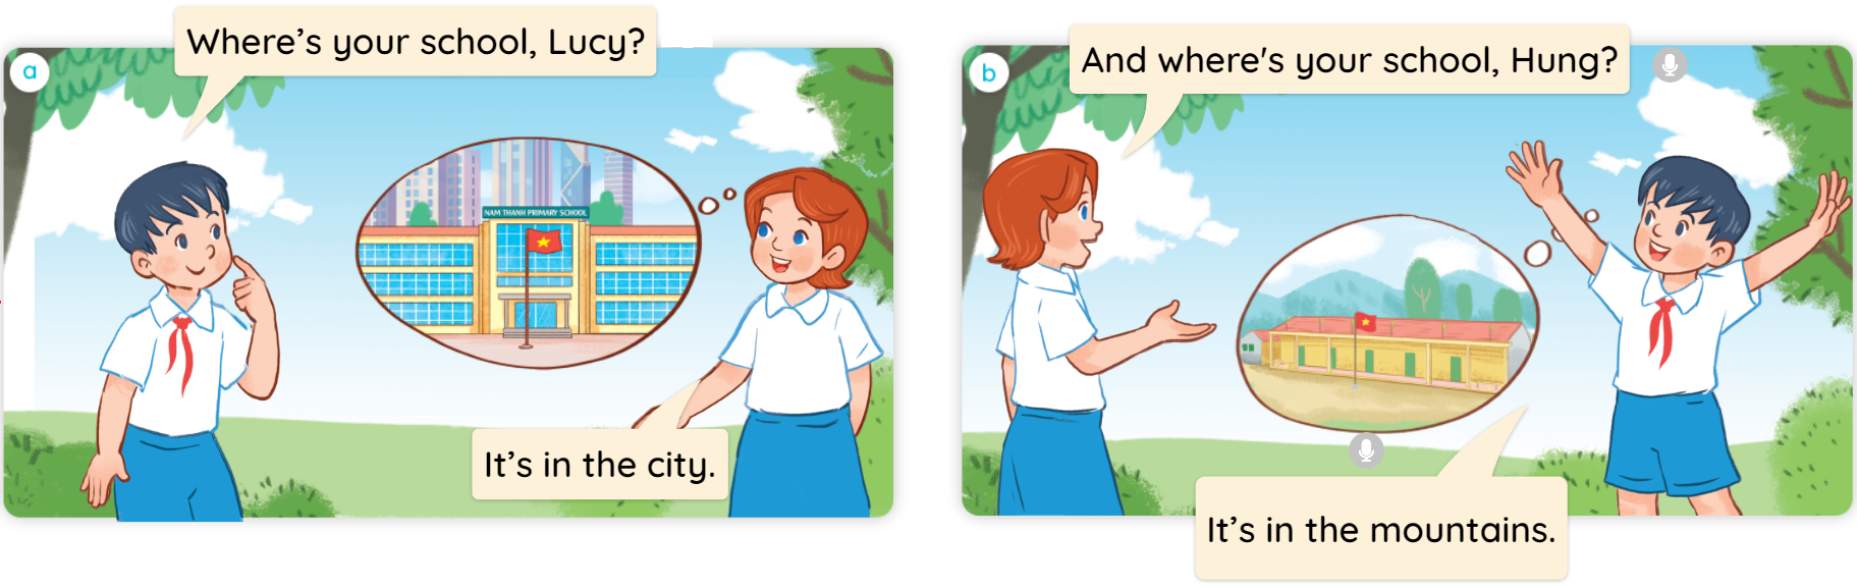 a
Where’s your school, Lucy?
NAM THANH PRIMARY SCHOOL
It’s in the city.
b
And where's your school, Hung?
It’s in the mountains.